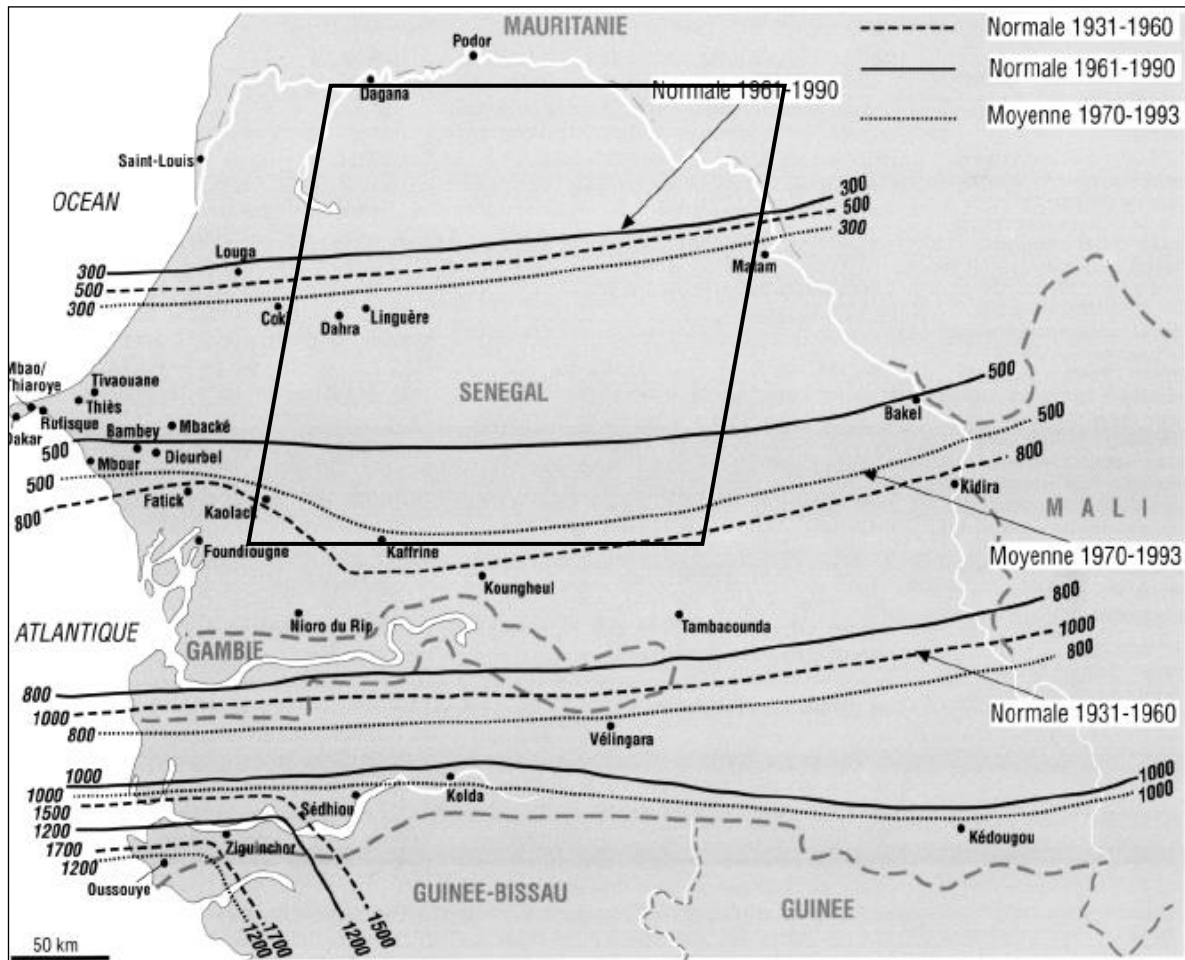 MAURITANIE
Podor
Normale 1931-1960
Normale 1961-1990
Moyenne 1970-1993
Dagana
Normale 1961-1990
Saint-Louis
OCEAN
Louga
300
500
300
300
500
300
Matam
Coki
Dahra
Linguère
Mbao/
Thiaroye
Tivaouane
Thiès
Rufisque
Dakar
SENEGAL
Bambey
Mbacké
Diourbel
Mbour
500
500
800
500
500
800
Bakel
Fatick
Kaolack
Kidira
MALI
Foundiougne
Kaffrine
Koungheul
Moyenne 1970-1993
Nioro du Rip
Tambacounda
ATLANTIQUE
GAMBIE
800
1000
800
800
1000
800
Normale 1931-1960
Vélingara
1000
1000
1500
1200
1700
1200
1000
1000
Sédhiou
Kolda
Kédougou
Ziguinchor
Oussouye
GUINEE-BISSAU
GUINEE
1200
1700
1200
1500
50 km